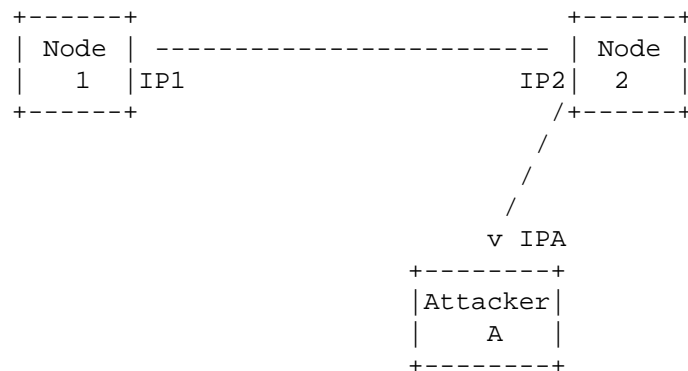 +------+                           +------+
| Node | ------------------------- | Node |
|  1   |IP1                     IP2|  2   |
+------+                          /+------+
                                 /
                                /
                               /
                              v IPA
                         +--------+
                         |Attacker|
                         |    A   |
                         +--------+